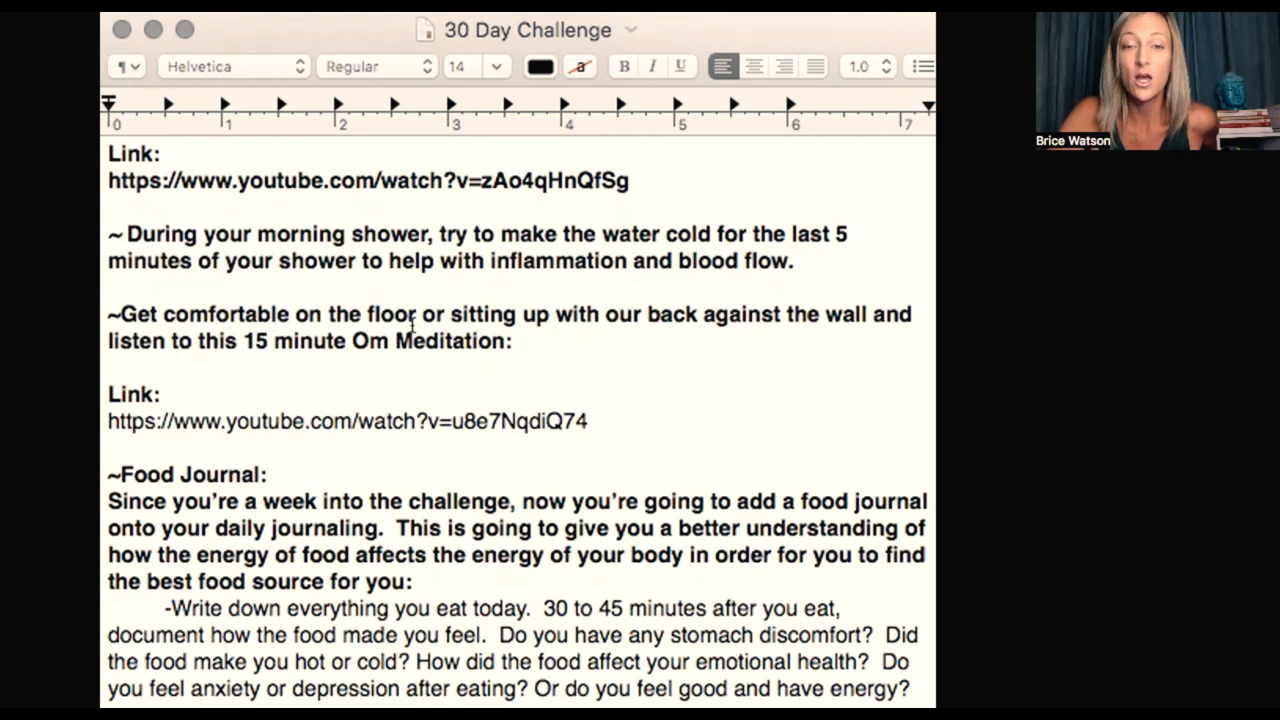 30 Day Challenge
¶ Helvetica Regular 14 a B I U 1.0
0 1 2 3 4 5 6 7
Brice Watson
Link:
https://www.youtube.com/watch?v=zAo4qHnQfSg
~ During your morning shower, try to make the water cold for the last 5
minutes of your shower to help with inflammation and blood flow.
~Get comfortable on the floor or sitting up with our back against the wall and
listen to this 15 minute Om Meditation:
Link:
https://www.youtube.com/watch?v=u8e7NqdiQ74
~Food Journal:
Since you’re a week into the challenge, now you’re going to add a food journal
onto your daily journaling.  This is going to give you a better understanding of
how the energy of food affects the energy of your body in order for you to find
the best food source for you:
-Write down everything you eat today.  30 to 45 minutes after you eat,
document how the food made you feel.  Do you have any stomach discomfort?  Did
the food make you hot or cold? How did the food affect your emotional health?  Do
you feel anxiety or depression after eating? Or do you feel good and have energy?